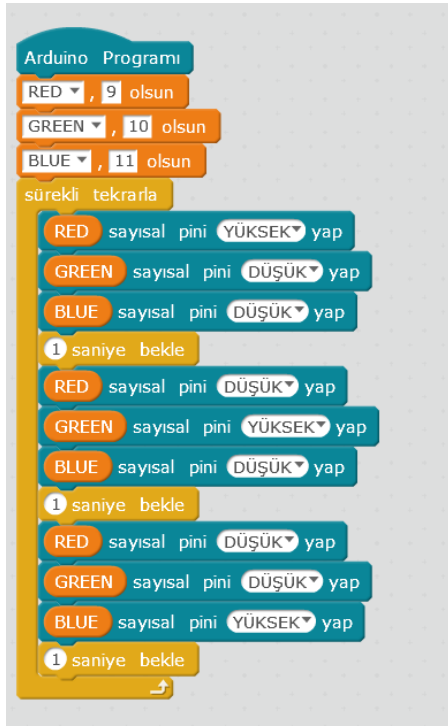 Arduino Programı
RED , 9 olsun
GREEN , 10 olsun
BLUE , 11 olsun
sürekli tekrarla
RED sayısal pini YÜKSEK yap
GREEN sayısal pini DÜŞÜK yap
BLUE sayısal pini DÜŞÜK yap
1 saniye bekle
RED sayısal pini DÜŞÜK yap
GREEN sayısal pini YÜKSEK yap
BLUE sayısal pini DÜŞÜK yap
1 saniye bekle
RED sayısal pini DÜŞÜK yap
GREEN sayısal pini DÜŞÜK yap
BLUE sayısal pini YÜKSEK yap
1 saniye bekle